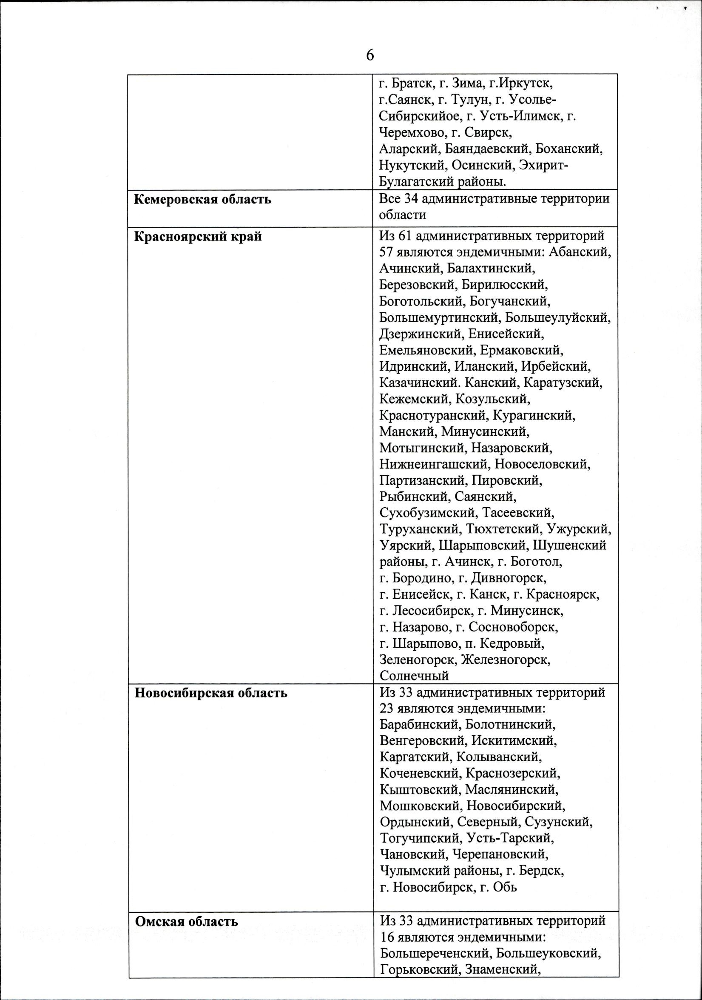 6
г. Братск, г. Зима, г.Иркутск,
г.Саянск, г. Тулун, г. Усолье-
Сибирскийое, г. Усть-Илимск, г.
Черемхово, г. Свирск,
Аларский, Баяндаевский, Боханский,
Нукутский, Осинский, Эхирит-
Булагатский районы.
Кемеровская область
Все 34 административные территории
области
Красноярский край
Из 61 административных территорий
57 являются эндемичными: Абанский,
Ачинский, Балахтинский,
Березовский, Бирилюсский,
Боготольский, Богучанский,
Большемуртинский, Большеулуйский,
Дзержинский, Енисейский,
Емельяновский, Ермаковский,
Идринский, Иланский, Ирбейский,
Казачинский. Канский, Каратузский,
Кежемский, Козульский,
Краснотуранский, Курагинский,
Манский, Минусинский,
Мотыгинский, Назаровский,
Нижнеингашский, Новоселовский,
Партизанский, Пировский,
Рыбинский, Саянский,
Сухобузимский, Тасеевский,
Туруханский, Тюхтетский, Ужурский,
Уярский, Шарыповский, Шушенский
районы, г. Ачинск, г. Боготол,
г. Бородино, г. Дивногорск,
г. Енисейск, г. Канск, г. Красноярск,
г. Лесосибирск, г. Минусинск,
г. Назарово, г. Сосновоборск,
г. Шарыпово, п. Кедровый,
Зеленогорск, Железногорск,
Солнечный
Новосибирская область
Из 33 административных территорий
23 являются эндемичными:
Барабинский, Болотнинский,
Венгеровский, Искитимский,
Каргатский, Колыванский,
Коченевский, Краснозерский,
Кыштовский, Маслянинский,
Мошковский, Новосибирский,
Ордынский, Северный, Сузунский,
Тогучипский, Усть-Тарский,
Чановский, Черепановский,
Чулымский районы, г. Бердск,
г. Новосибирск, г. Обь
Омская область
Из 33 административных территорий
16 являются эндемичными:
Большереченский, Большеуковский,
Горьковский, Знаменский,